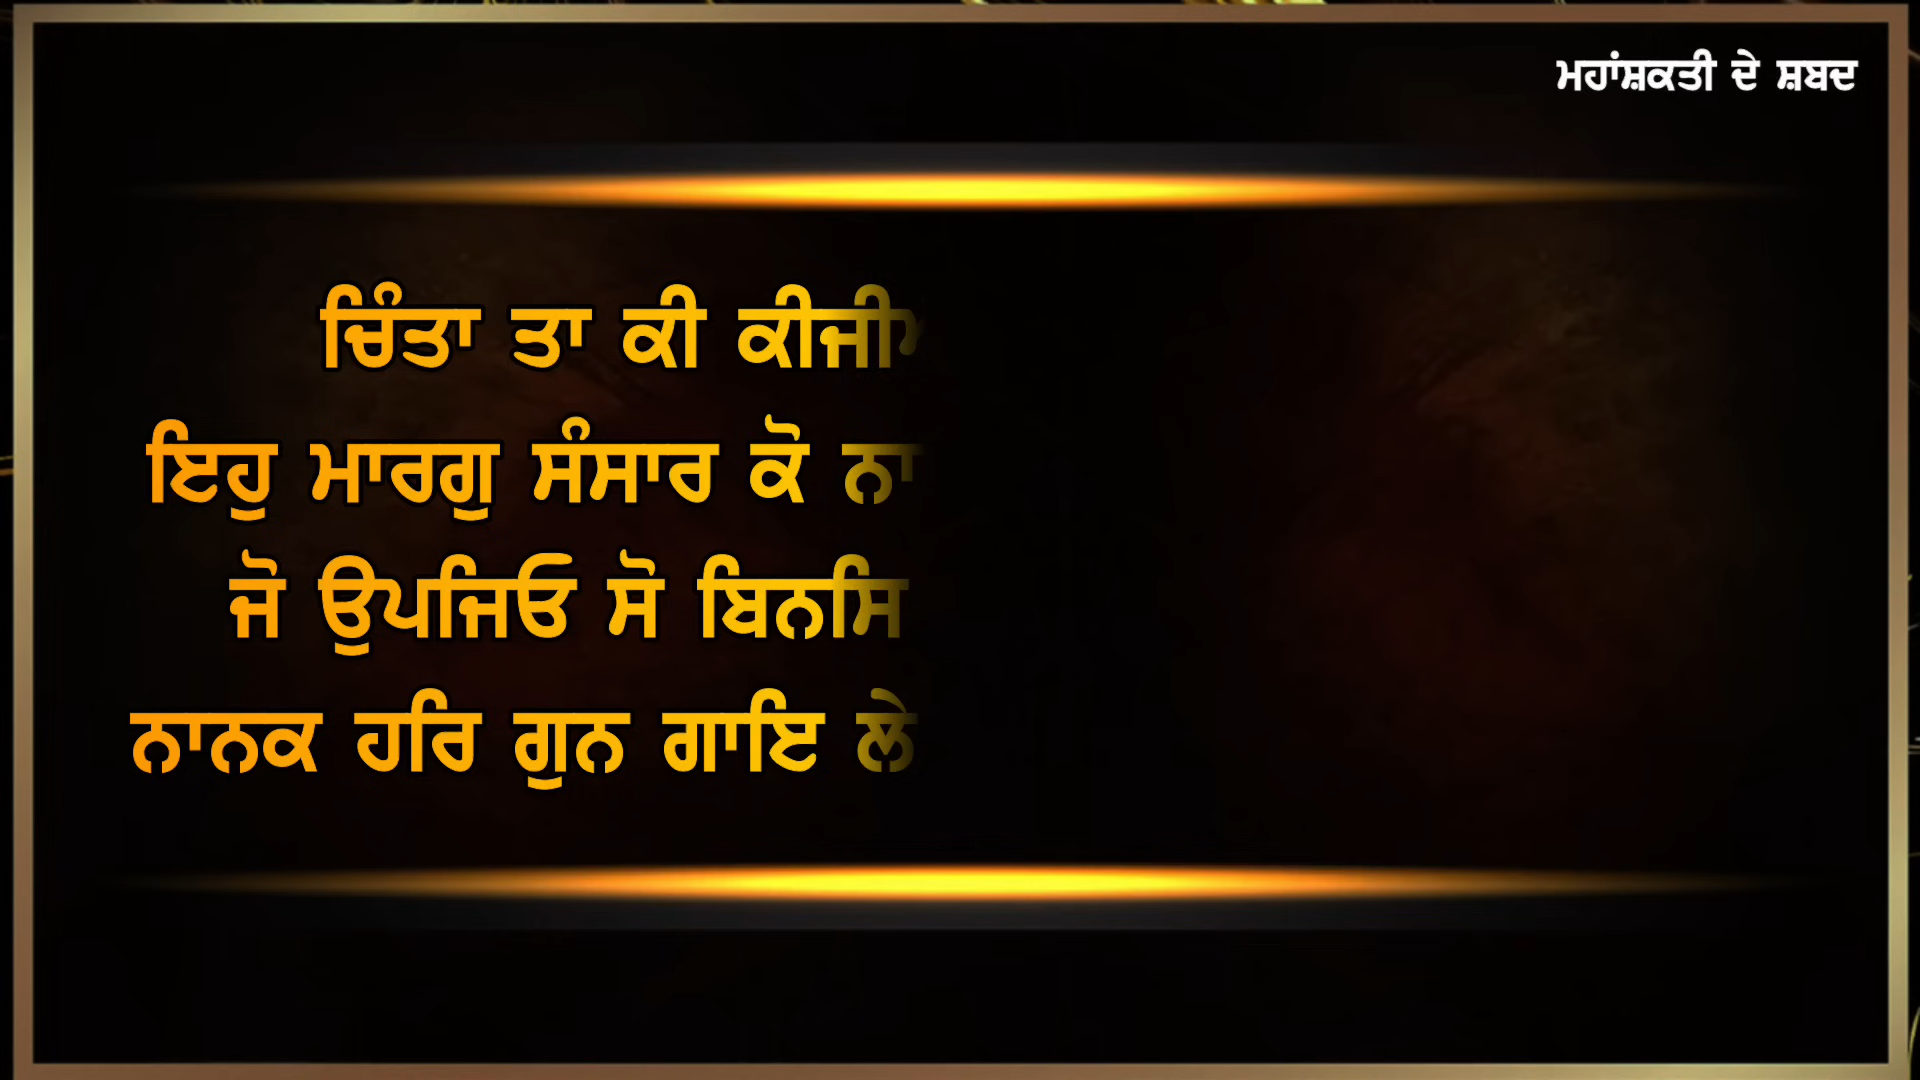 ਮਹਾਂਸ਼ਕਤੀ ਦੇ ਸ਼ਬਦ
ਚਿੰਤਾ ਤਾ ਕੀ
ਇਹੁ ਮਾਰਗੁ ਸੰਸਾਰ ਕੋ
ਜੋ ਉਪਜਿਓ ਸੋ ਬਿਨਸਿ
ਨਾਨਕ ਹਰਿ ਗੁਨ ਗਾਇ